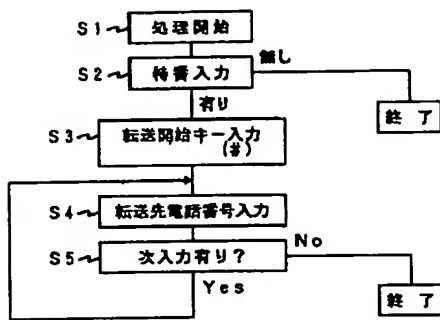 S1 処理開始
S2 特番入力 無し
有り
終了
S3 転送開始キー入力
(#)
S4 転送先電話番号入力
S5 次入力有り? No
Yes
終了